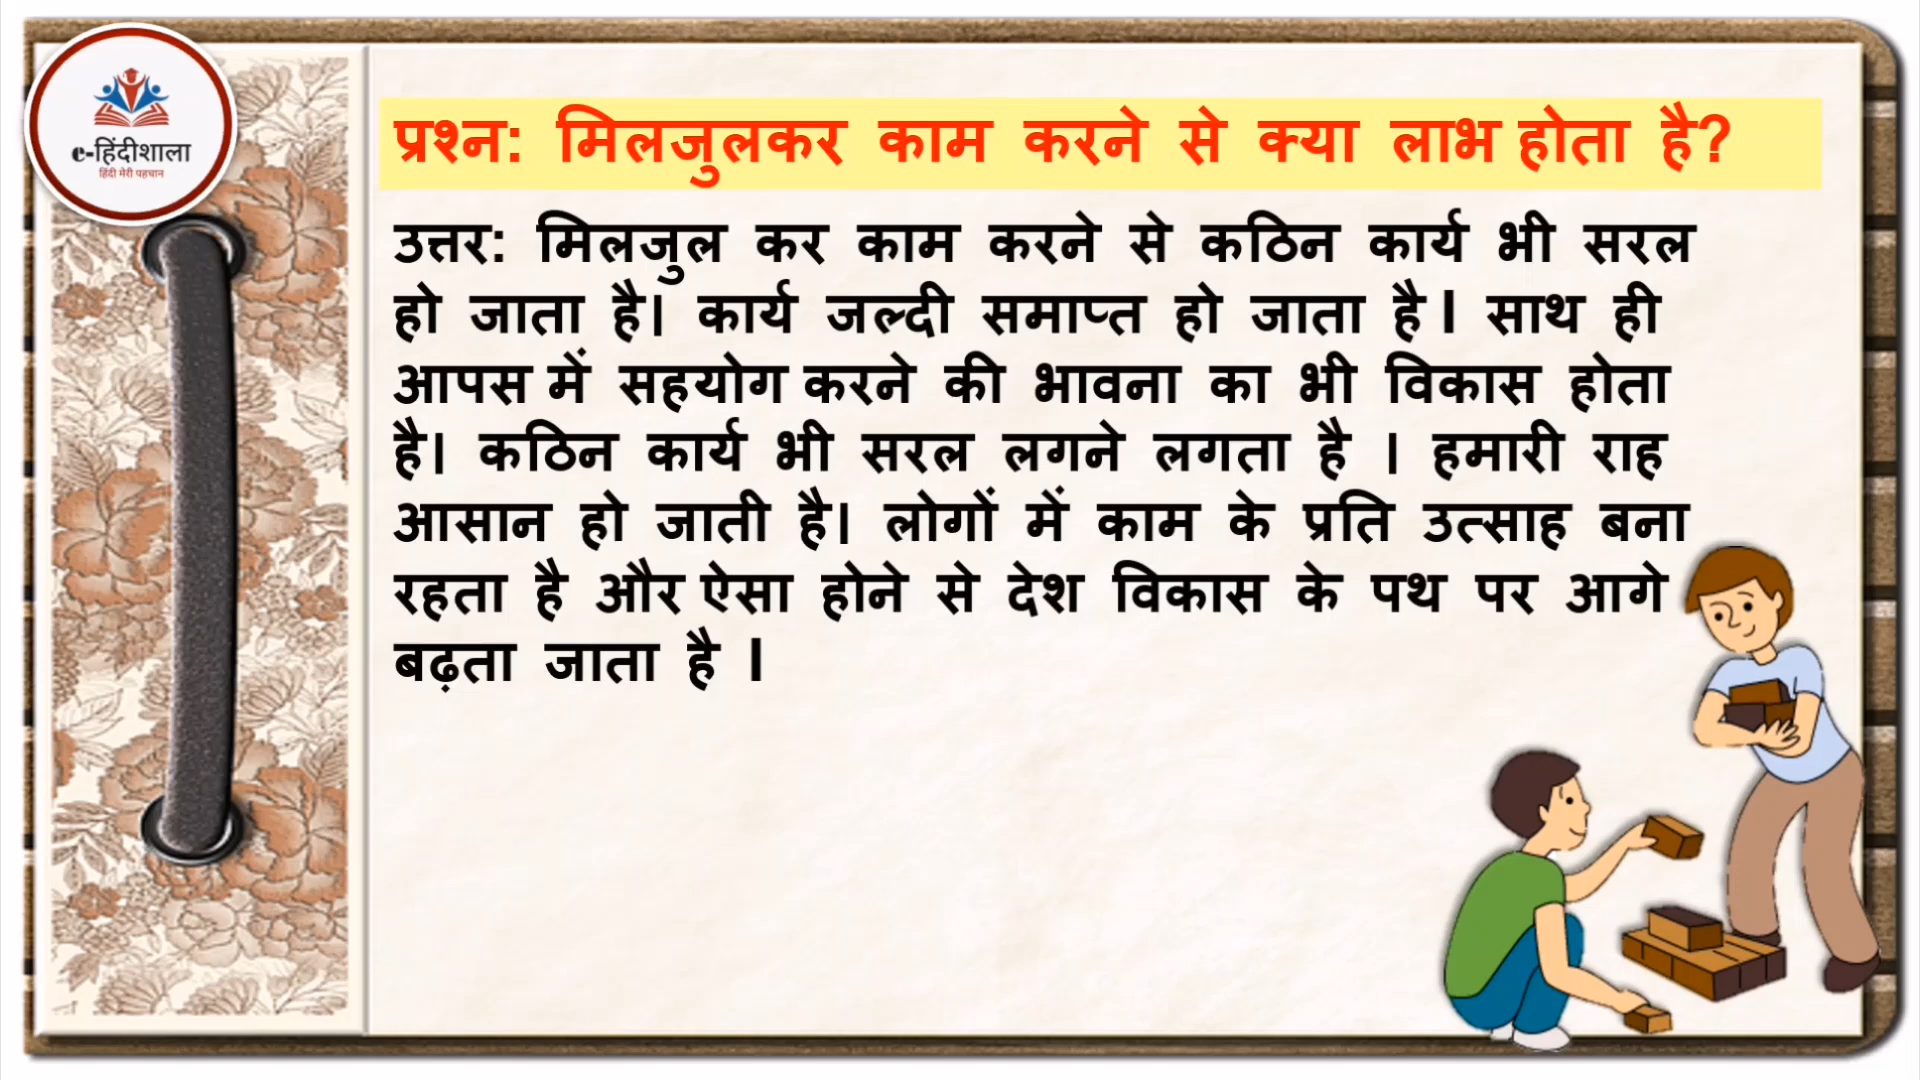 e-हिंदीशाला
हिंदी मेरी पहचान
प्रश्न: मिलजुलकर काम करने से क्या लाभ होता है?
उत्तर: मिलजुल कर काम करने से कठिन कार्य भी सरल
हो जाता है। कार्य जल्दी समाप्त हो जाता है l साथ ही
आपस में सहयोग करने की भावना का भी विकास होता
है। कठिन कार्य भी सरल लगने लगता है । हमारी राह
आसान हो जाती है। लोगों में काम के प्रति उत्साह बना
रहता है और ऐसा होने से देश विकास के पथ पर आगे
बढ़ता जाता है l